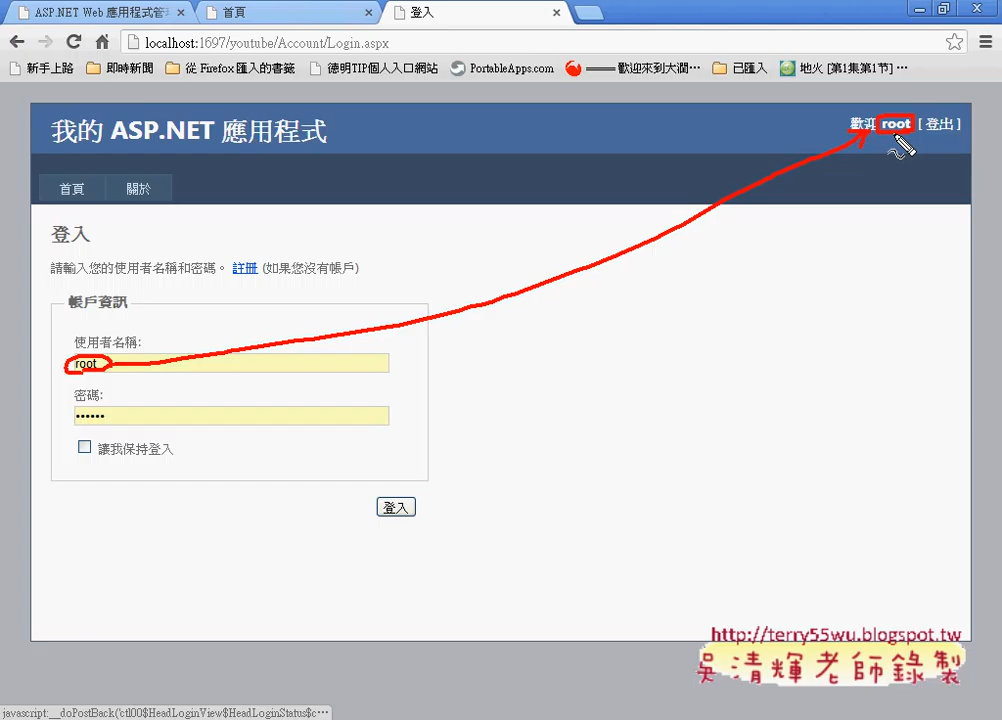 ASP.NET Web 應用程式管
首頁
登入
localhost:1697/youtube/Account/Login.aspx
新手上路 即時新聞 從 Firefox 匯入的書籤 德明TIP個人入口網站 PortableApps.com ━━━歡迎來到大澗… 已匯入 地火 [第1集第1節] …
我的 ASP.NET 應用程式
歡迎 root [ 登出 ]
首頁 關於
登入
請輸入您的使用者名稱和密碼。 註冊 (如果您沒有帳戶)
帳戶資訊
使用者名稱:
root
密碼:
••••••
讓我保持登入
登入
http://terry55wu.blogspot.tw
吳清輝老師錄製
javascript:__doPostBack('ctl00$HeadLoginView$HeadLoginStatus$c…